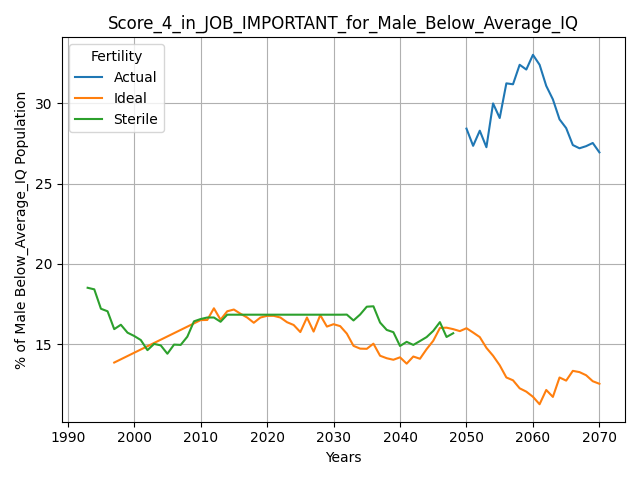 Score_4_in_JOB_IMPORTANT_for_Male_Below_Average_IQ
Fertility
Actual
Ideal
Sterile
% of Male Below_Average_IQ Population
30
25
20
15
1990 2000 2010 2020 2030 2040 2050 2060 2070
Years